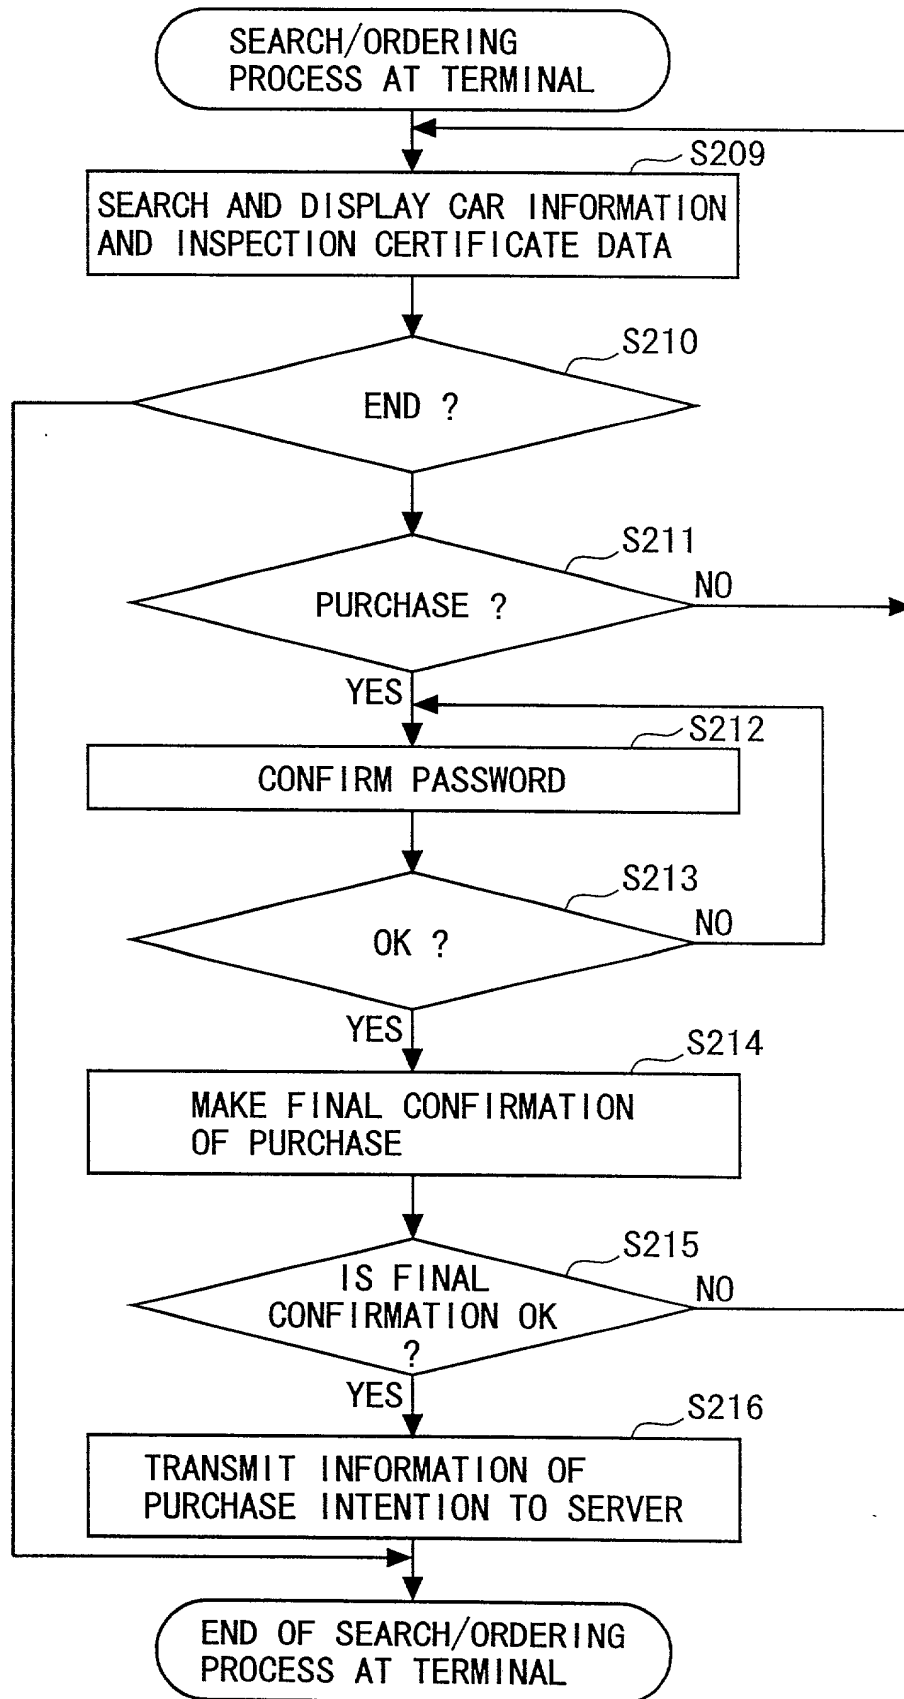 SEARCH/ORDERING
PROCESS AT TERMINAL
S209
SEARCH AND DISPLAY CAR INFORMATION
AND INSPECTION CERTIFICATE DATA
S210
END ?
S211
PURCHASE ?
NO
YES
S212
CONFIRM PASSWORD
S213
OK ?
NO
YES
S214
MAKE FINAL CONFIRMATION
OF PURCHASE
S215
IS FINAL
CONFIRMATION OK
?
NO
YES
S216
TRANSMIT INFORMATION OF
PURCHASE INTENTION TO SERVER
END OF SEARCH/ORDERING
PROCESS AT TERMINAL